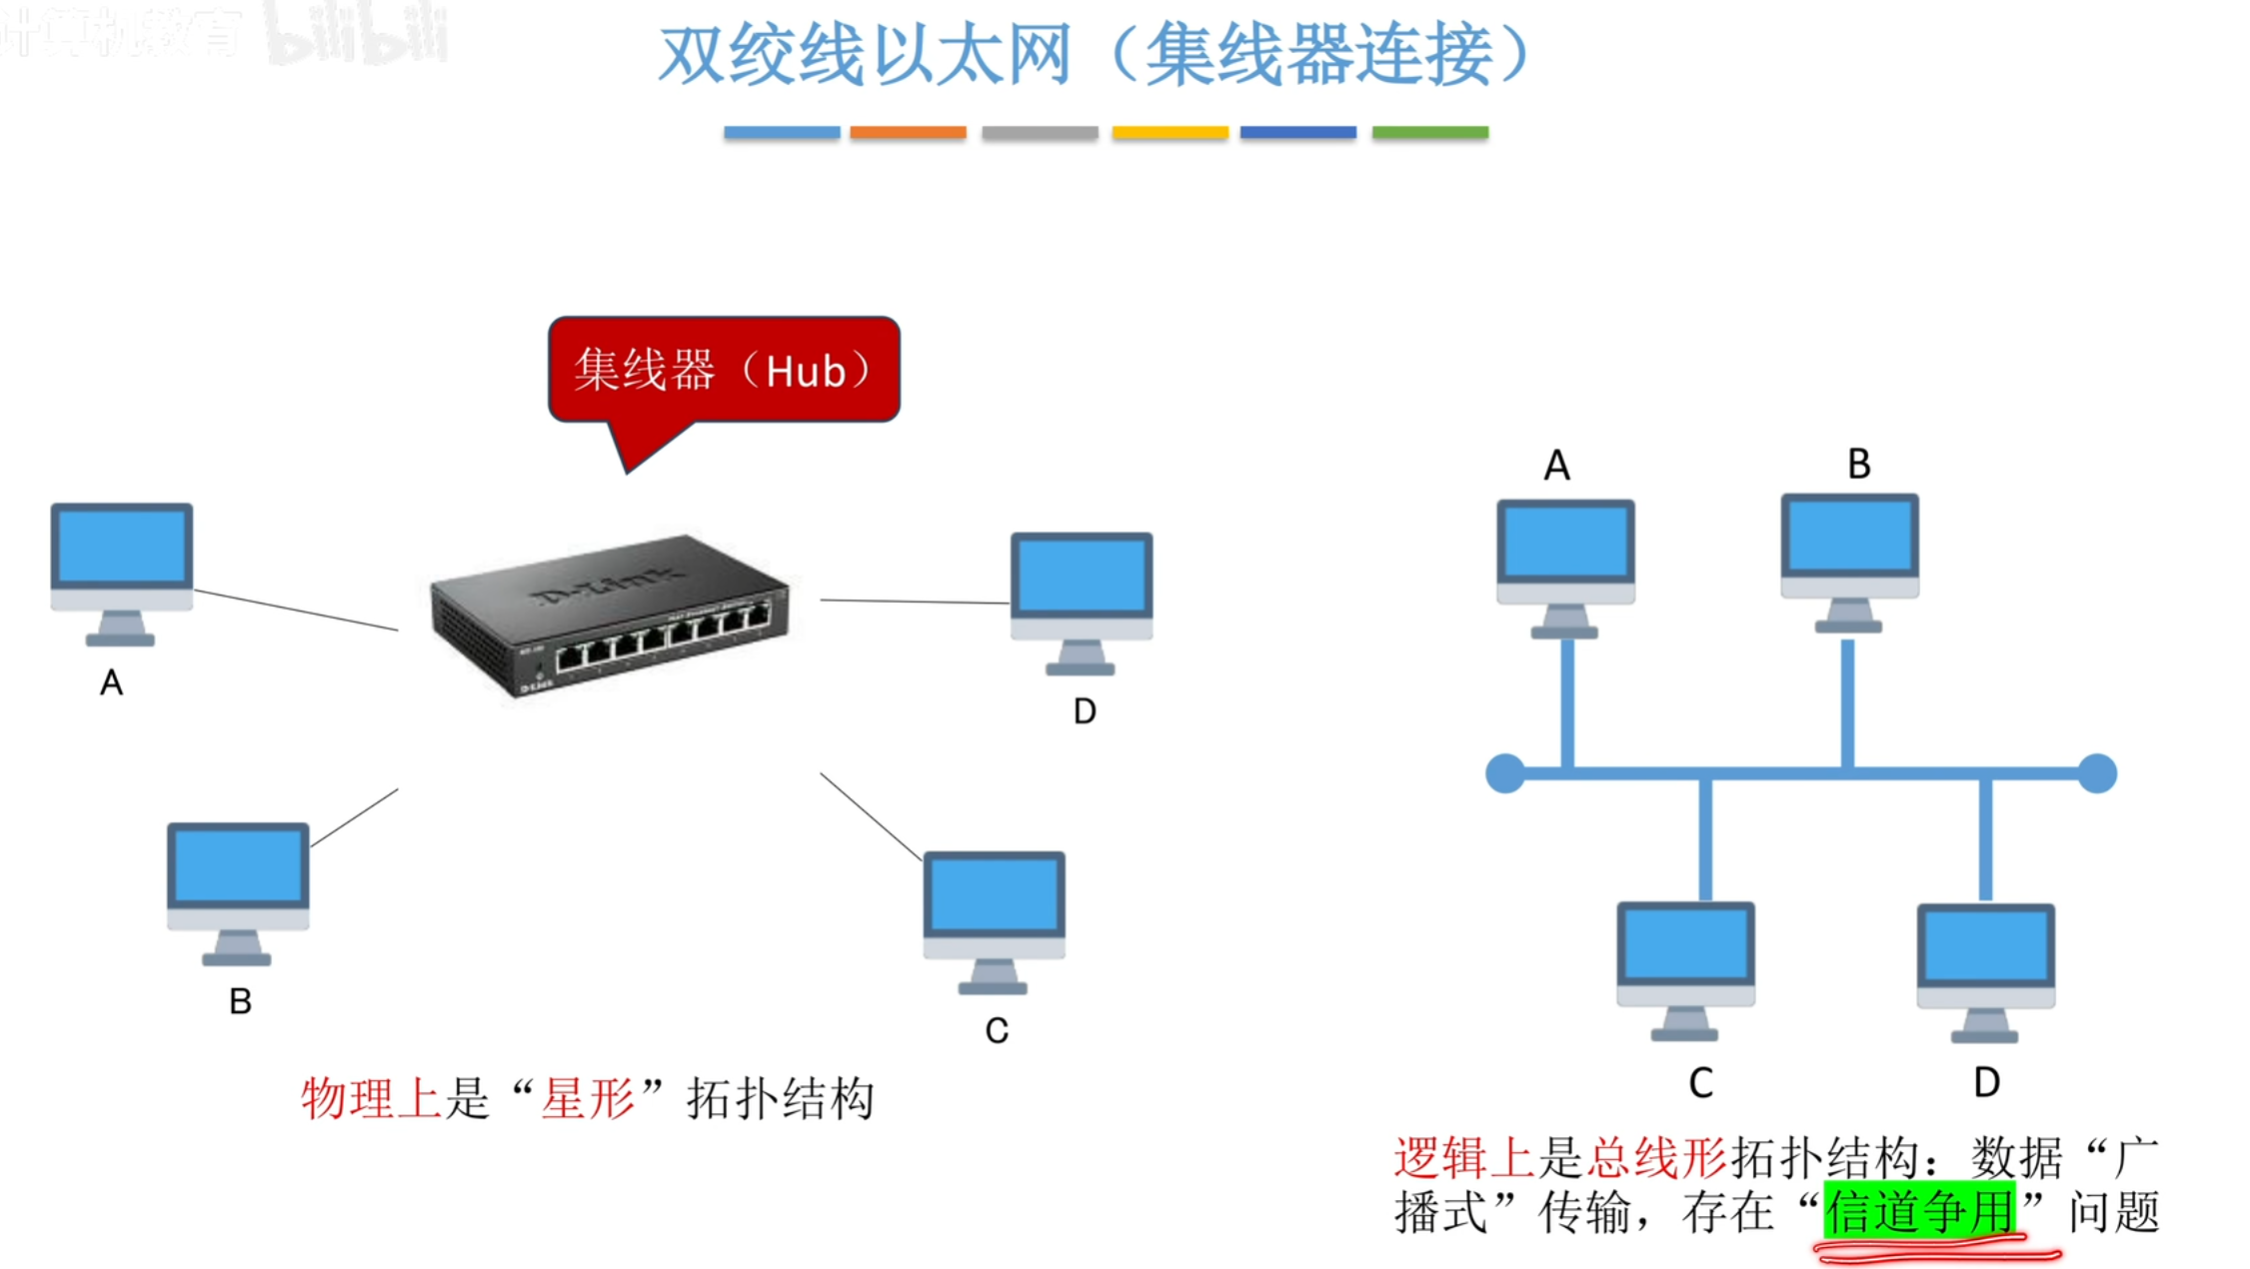 计算机教育 bilibili
双绞线以太网（集线器连接）
集线器（Hub）
D-Link
D-Link
A
B
C
D
物理上是“星形”拓扑结构
A
B
C
D
逻辑上是总线形拓扑结构：数据“广
播式”传输，存在“信道争用”问题